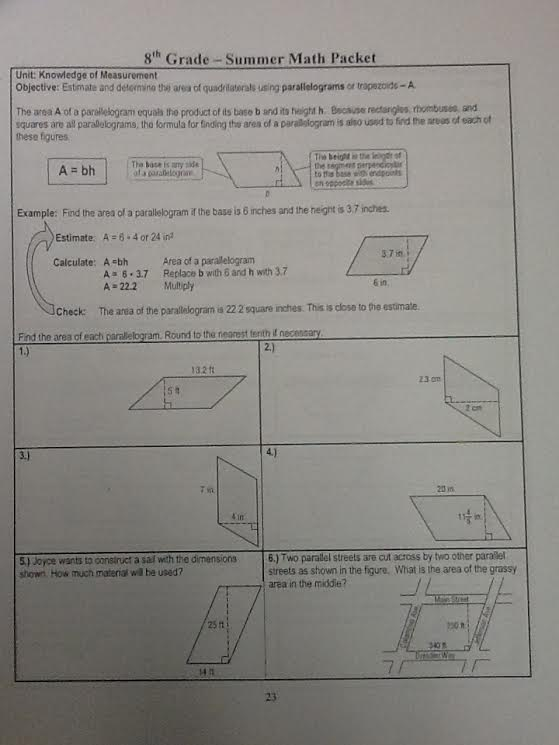 8th Grade – Summer Math Packet
Unit: Knowledge of Measurement
Objective: Estimate and determine the area of quadrilaterals using parallelograms or trapezoids – A.
The area A of a parallelogram equals the product of its base b and its height h. Because rectangles, rhombuses, and
squares are all parallelograms, the formula for finding the area of a parallelogram is also used to find the areas of each of
these figures.
A = bh
The base is any side
of a parallelogram.
h
b
The height is the length of
the segment perpendicular
to the base with endpoints
on opposite sides.
Example: Find the area of a parallelogram if the base is 6 inches and the height is 3.7 inches.
Estimate: A = 6 • 4 or 24 in²
Calculate: A =bh Area of a parallelogram
A = 6 • 3.7 Replace b with 6 and h with 3.7
A = 22.2 Multiply
3.7 in.
6 in.
Check: The area of the parallelogram is 22.2 square inches. This is close to the estimate.
Find the area of each parallelogram. Round to the nearest tenth if necessary.
1.)
13.2 ft
5 ft
2.)
2.3 cm
2 cm
3.)
7 in.
4 in.
4.)
20 in.
11 4/5 in.
5.) Joyce wants to construct a sail with the dimensions
shown. How much material will be used?
25 ft
14 ft
6.) Two parallel streets are cut across by two other parallel
streets as shown in the figure. What is the area of the grassy
area in the middle?
Main Street
Columbus Ave.
Jefferson Ave.
340 ft
Dresden Way
23